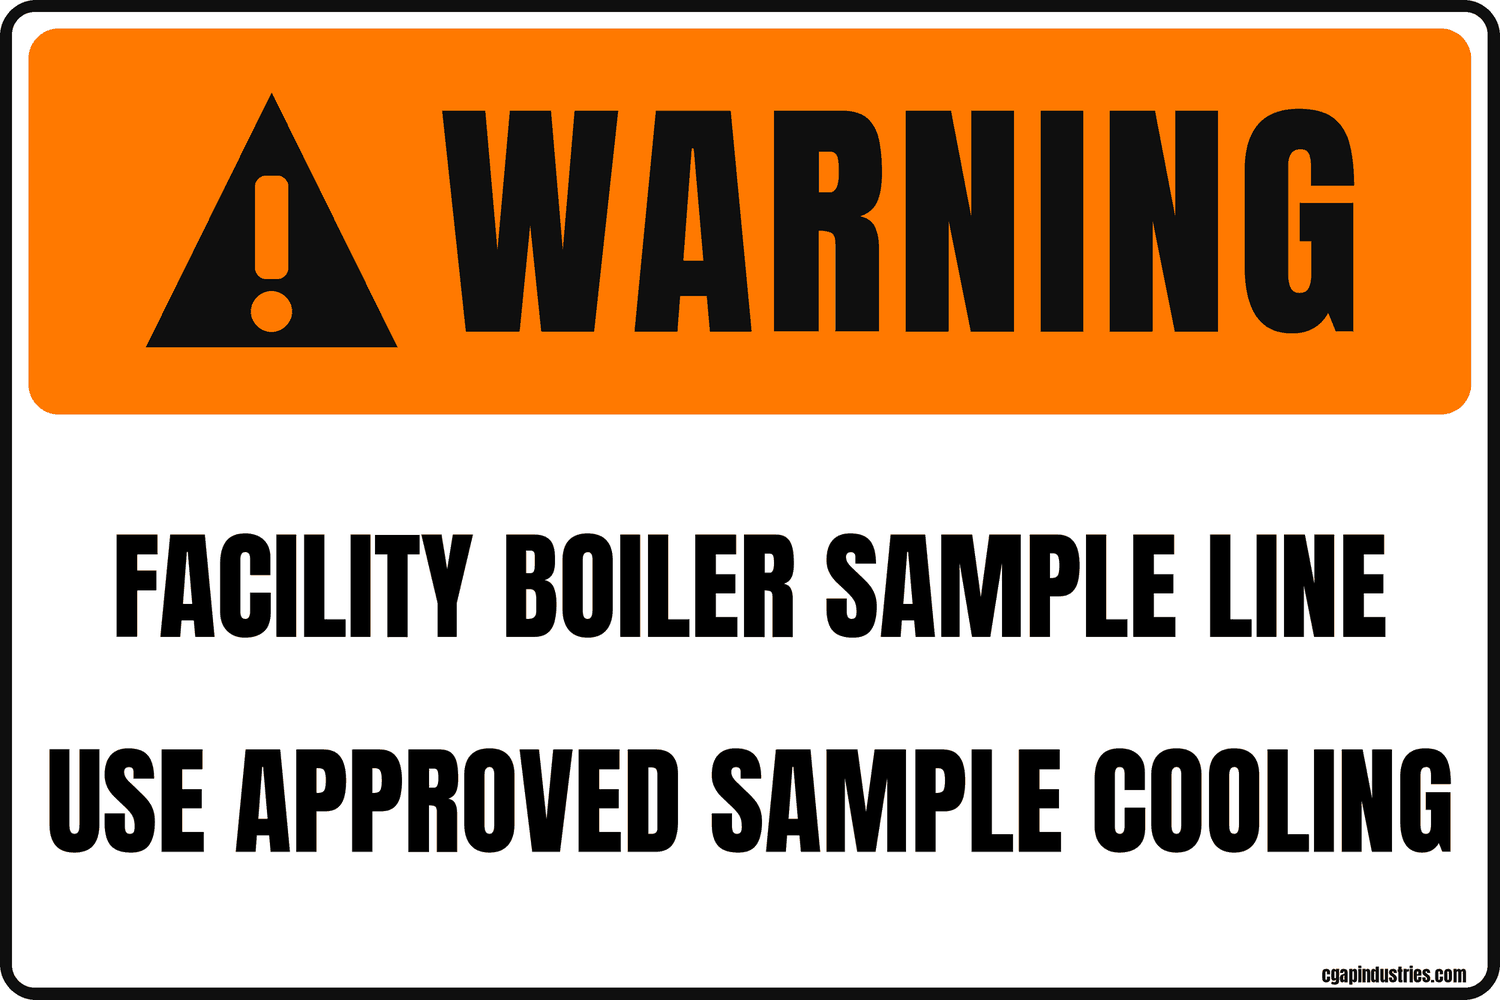 WARNING
FACILITY BOILER SAMPLE LINE
USE APPROVED SAMPLE COOLING
cgapindustries.com